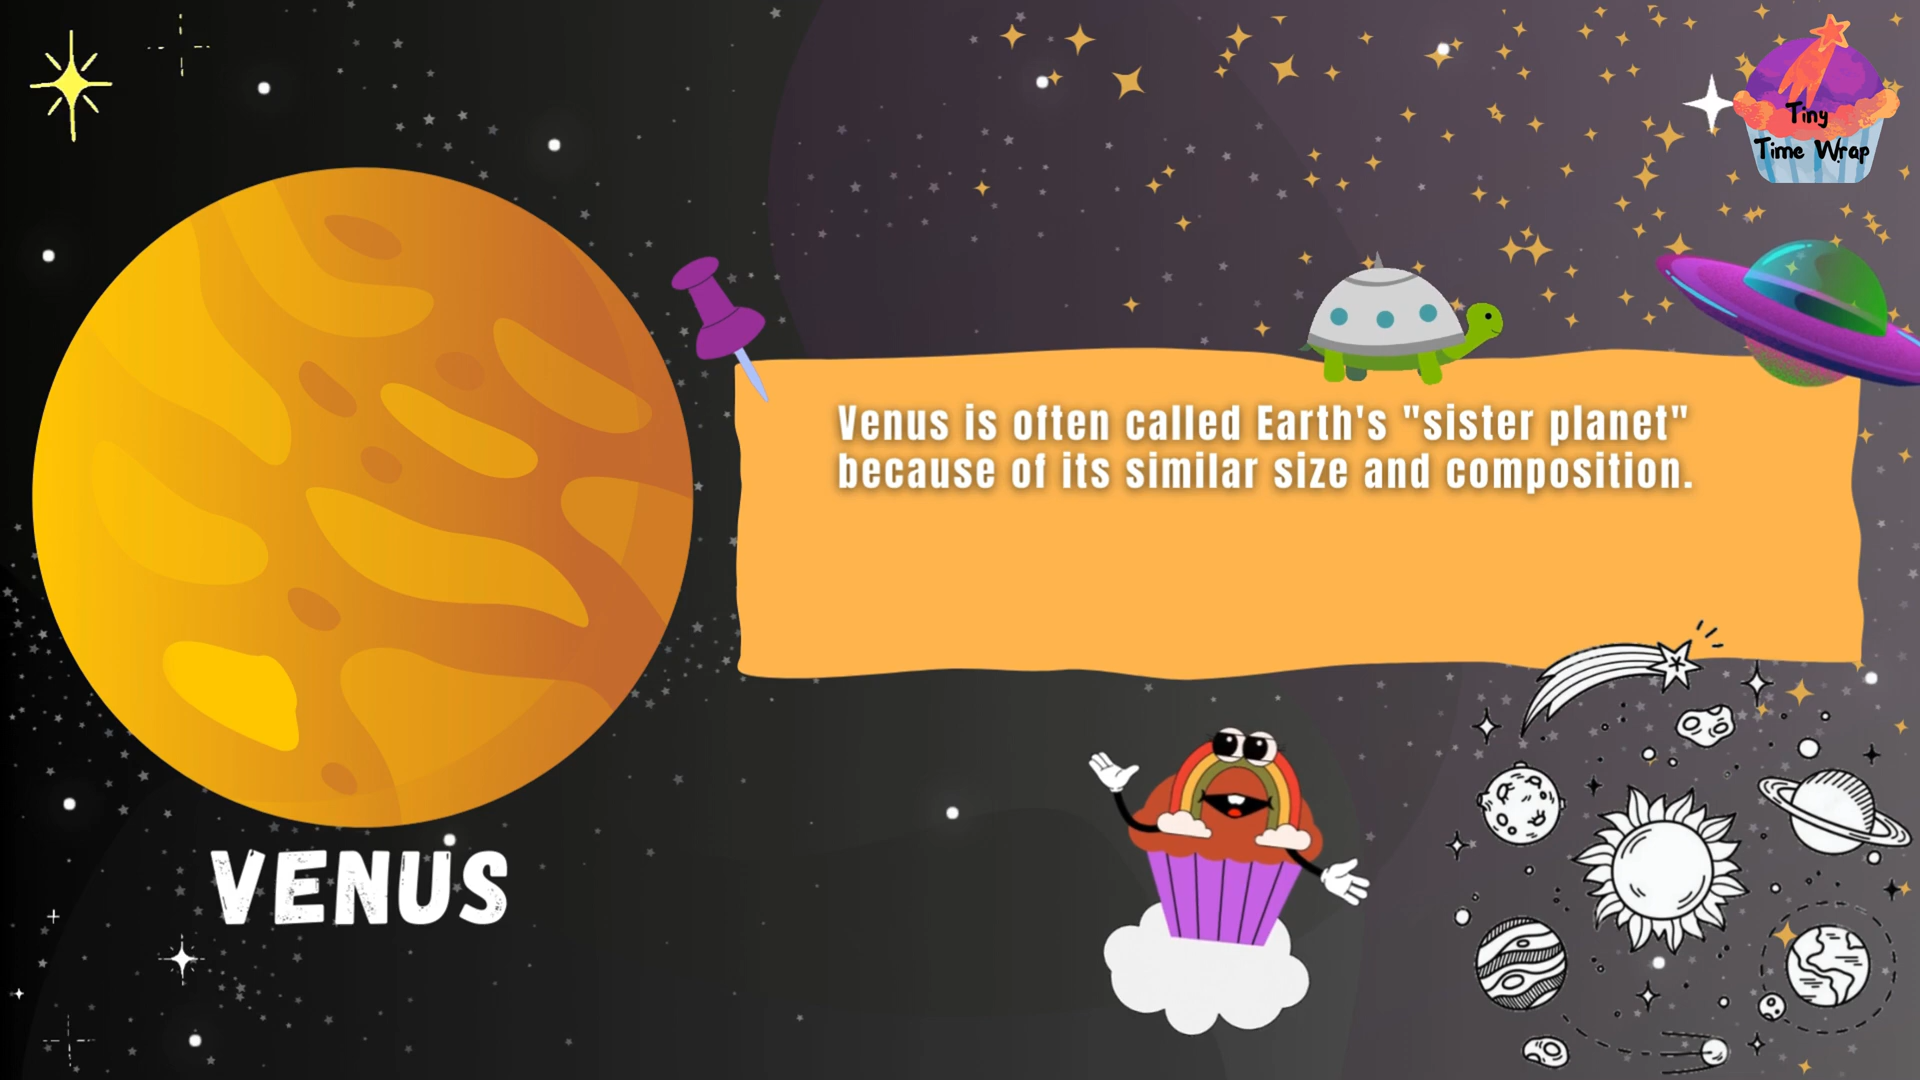 Tiny
Time Wrap
Venus is often called Earth's "sister planet"
because of its similar size and composition.
VENUS